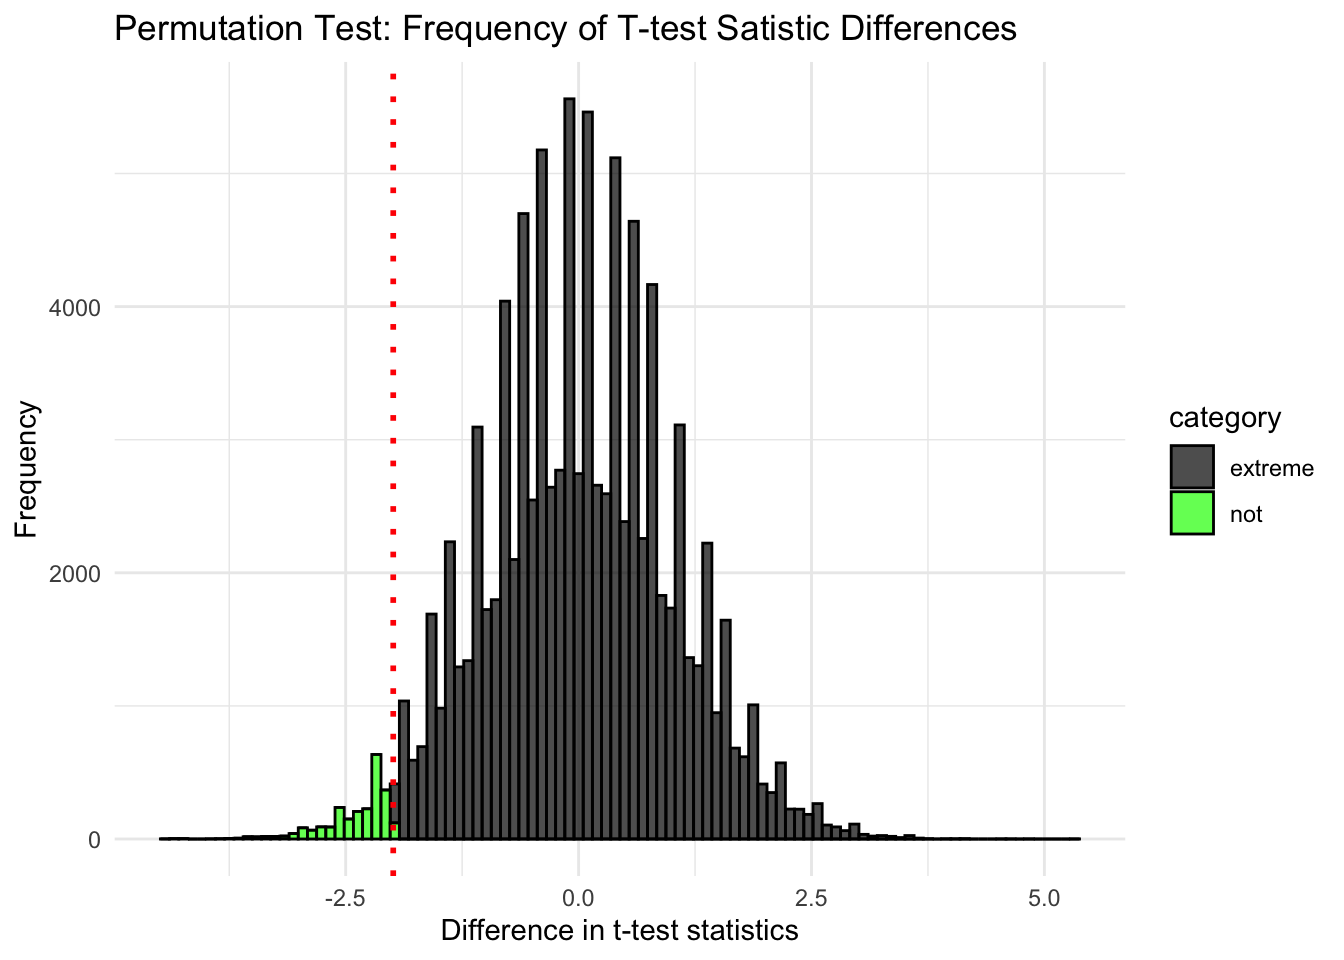 Permutation Test: Frequency of T-test Satistic Differences
Frequency
4000
2000
0
-2.5
0.0
2.5
5.0
Difference in t-test statistics
category
extreme
not